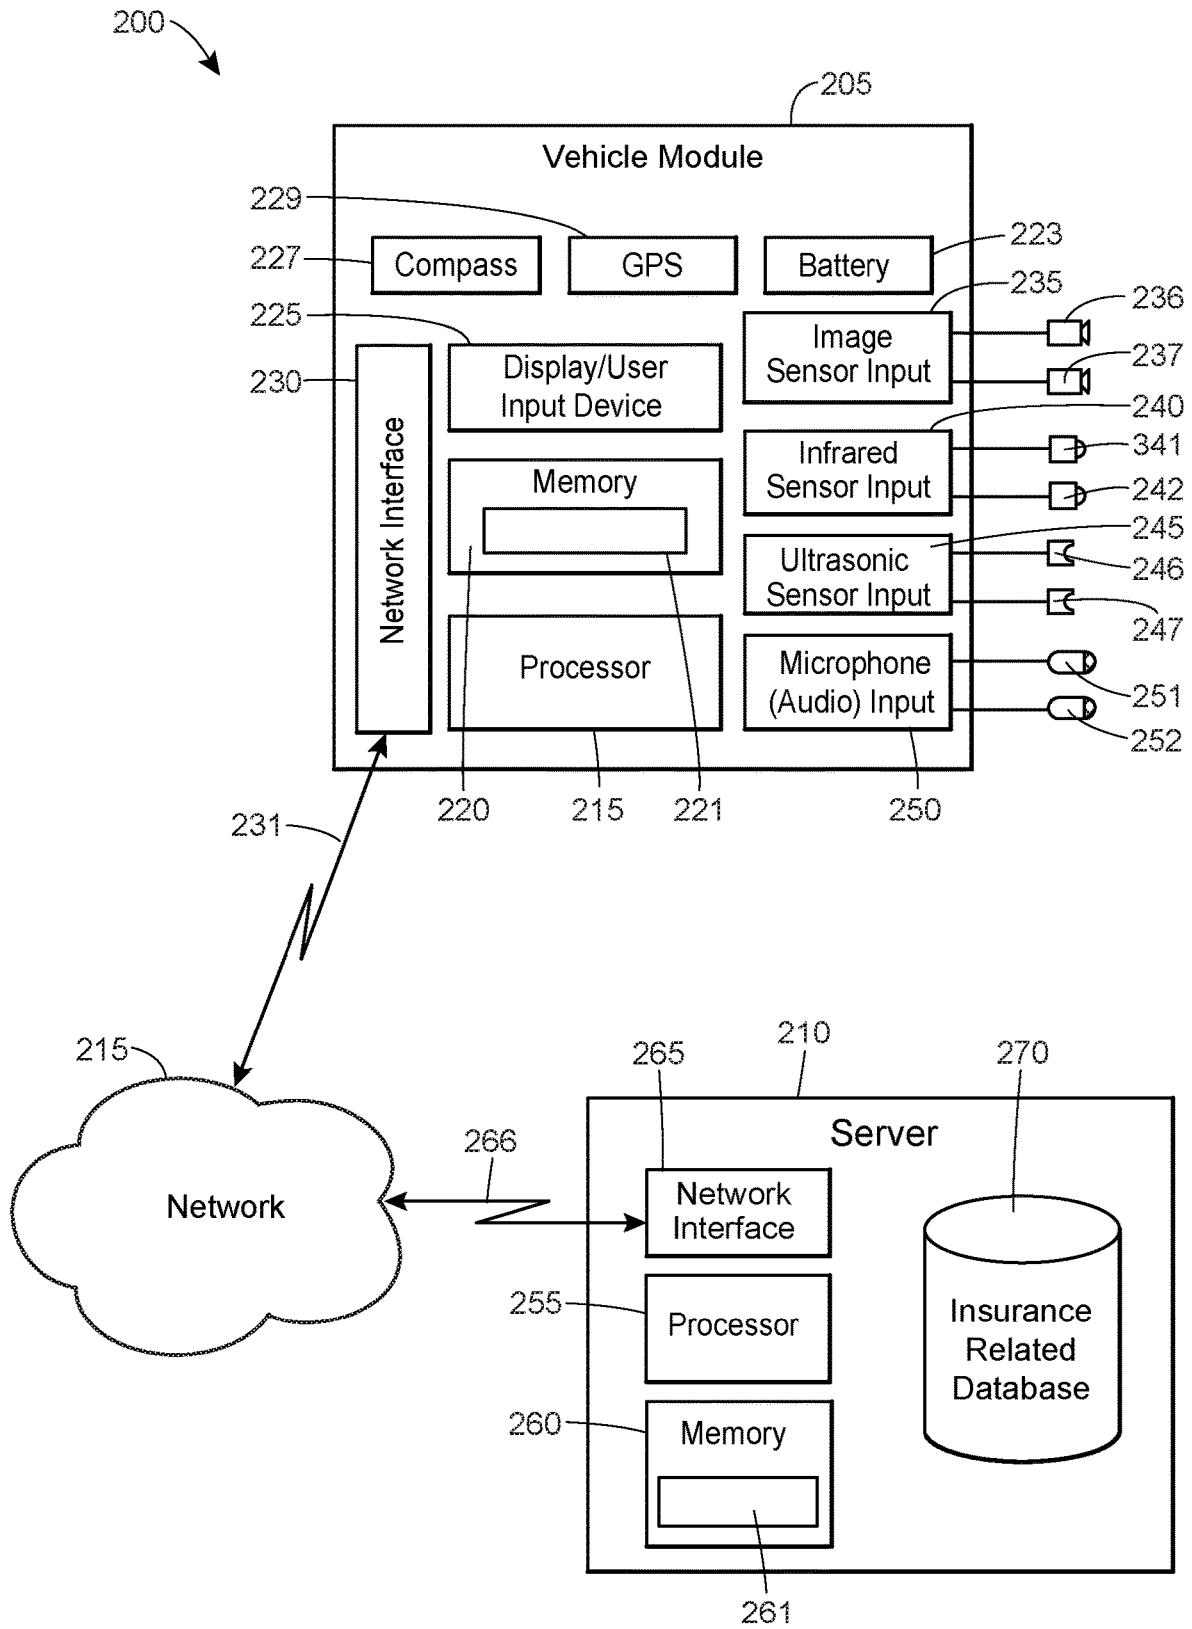 200
205
Vehicle Module
229
227
Compass
GPS
Battery
223
235
236
225
Image
Sensor Input
237
230
Display/User
Input Device
240
Network Interface
Infrared
Sensor Input
341
242
Memory
245
Ultrasonic
Sensor Input
246
247
Processor
Microphone
(Audio) Input
251
252
220
215
221
250
231
215
Network
266
265
210
270
Server
Network
Interface
255
Processor
Insurance
Related
Database
260
Memory
261